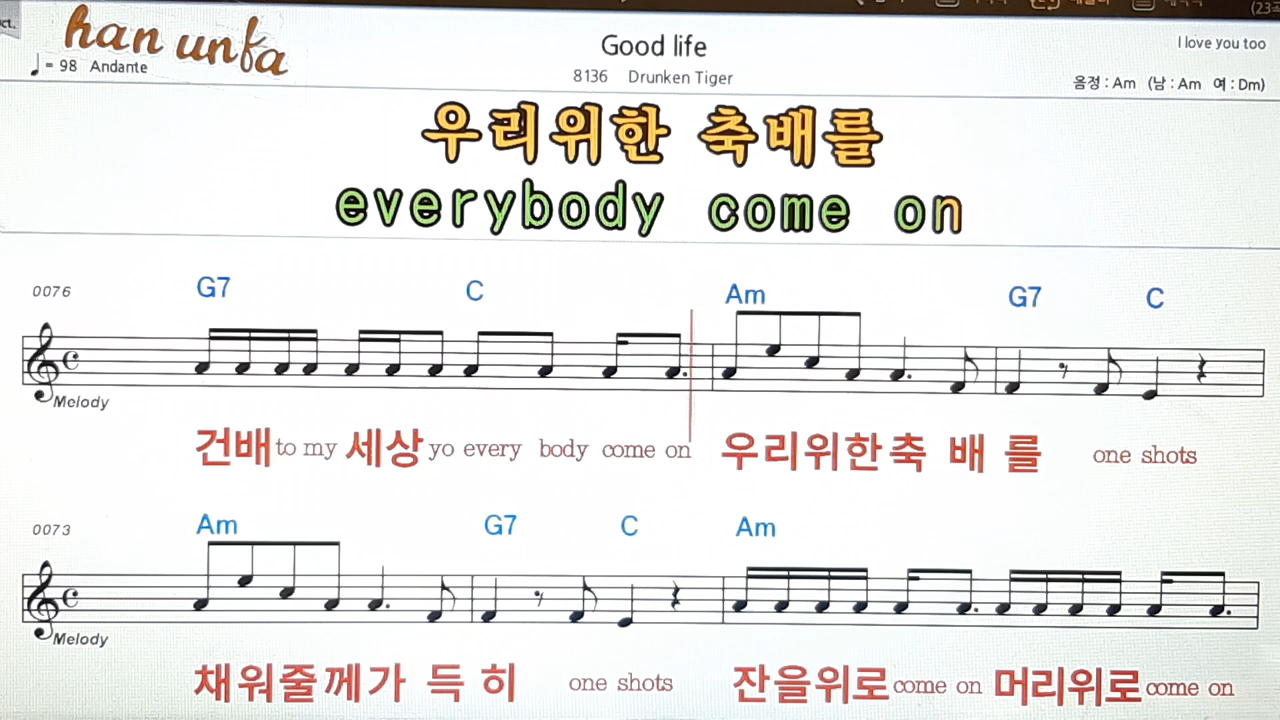 han unfa
Good life
I love you too
♩= 98 Andante
8136 Drunken Tiger
음정 : Am (남 : Am 여 : Dm)
우리위한 축배를
everybody come on
0076 G7 C Am G7 C
Melody
건배 to my 세상 yo every body come on 우리위한축 배 를 one shots
0073 Am G7 C Am
Melody
채워줄께가 득 히 one shots 잔을위로 come on 머리위로 come on